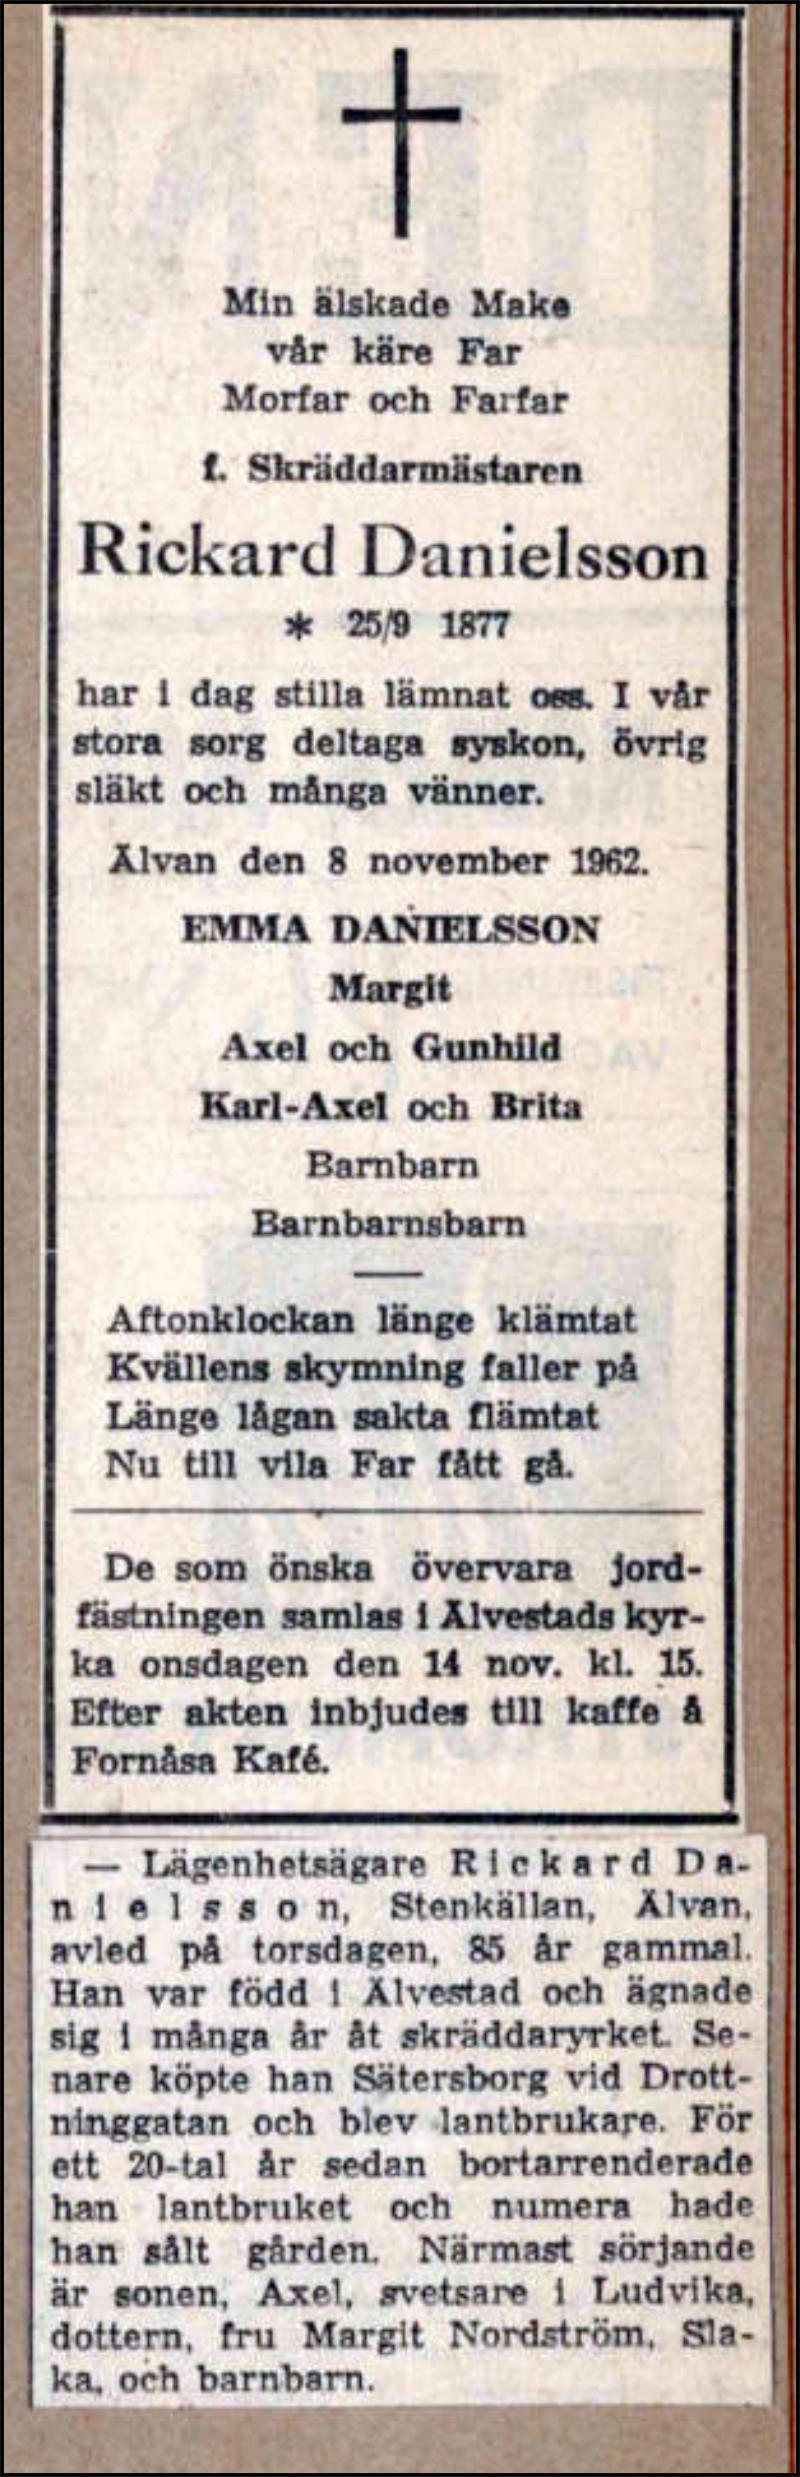 Min älskade Make
vår käre Far
Morfar och Farfar
f. Skräddarmästaren
Rickard Danielsson
* 25/9 1877
har i dag stilla lämnat oss. I vår
stora sorg deltaga syskon, övrig
släkt och många vänner.
Älvan den 8 november 1962.
EMMA DANIELSSON
Margit
Axel och Gunhild
Karl-Axel och Brita
Barnbarn
Barnbarnsbarn
Aftonklockan länge klämtat
Kvällens skymning faller på
Länge lågan sakta flämtat
Nu till vila Far fått gå.
De som önska övervara jord-
fästningen samlas i Älvestads kyr-
ka onsdagen den 14 nov. kl. 15.
Efter akten inbjudes till kaffe å
Fornåsa Kafé.
— Lägenhetsägare Rickard Da-
nielsson, Stenkällan, Älvan,
avled på torsdagen, 85 år gammal.
Han var född i Älvestad och ägnade
sig i många år åt skräddaryrket. Se-
nare köpte han Sätersborg vid Drott-
ninggatan och blev lantbrukare. För
ett 20-tal år sedan bortarrenderade
han lantbruket och numera hade
han sålt gården. Närmast sörjande
är sonen, Axel, svetsare i Ludvika,
dottern, fru Margit Nordström, Sla-
ka, och barnbarn.